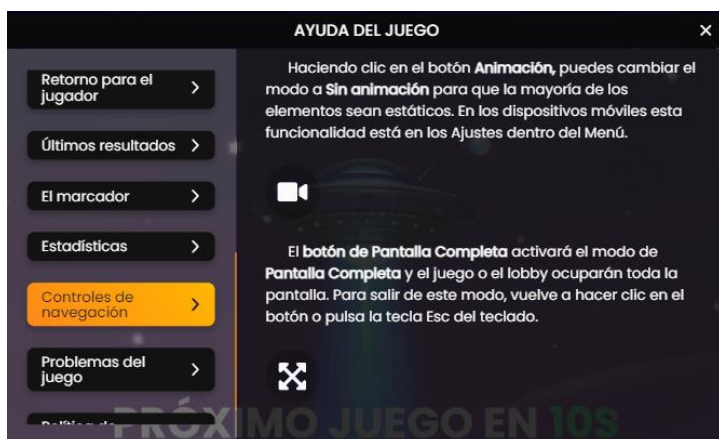 AYUDA DEL JUEGO
Retorno para el
jugador
Últimos resultados
El marcador
Estadísticas
Controles de
navegación
Problemas del
juego
Haciendo clic en el botón Animación, puedes cambiar el
modo a Sin animación para que la mayoría de los
elementos sean estáticos. En los dispositivos móviles esta
funcionalidad está en los Ajustes dentro del Menú.
El botón de Pantalla Completa activará el modo de
Pantalla Completa y el juego o el lobby ocuparán toda la
pantalla. Para salir de este modo, vuelve a hacer clic en el
botón o pulsa la tecla Esc del teclado.
PRÓXIMO JUEGO EN 10S